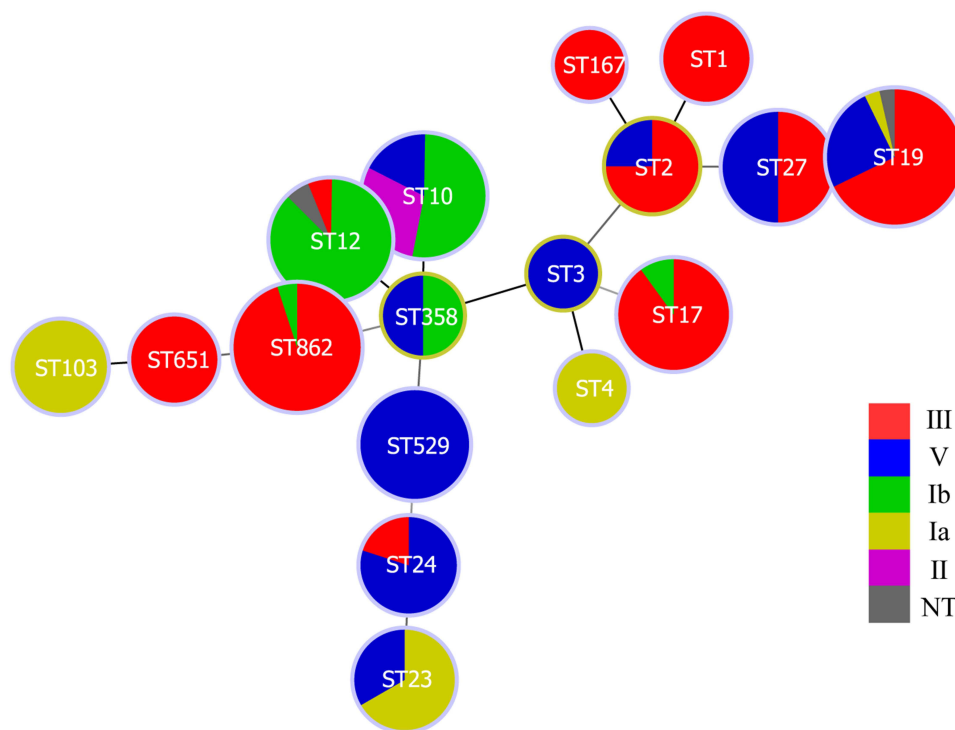 ST167
ST1
ST2
ST27
ST19
ST10
ST12
ST3
ST358
ST17
ST862
ST651
ST103
ST4
ST529
ST24
ST23
III
V
Ib
Ia
II
NT